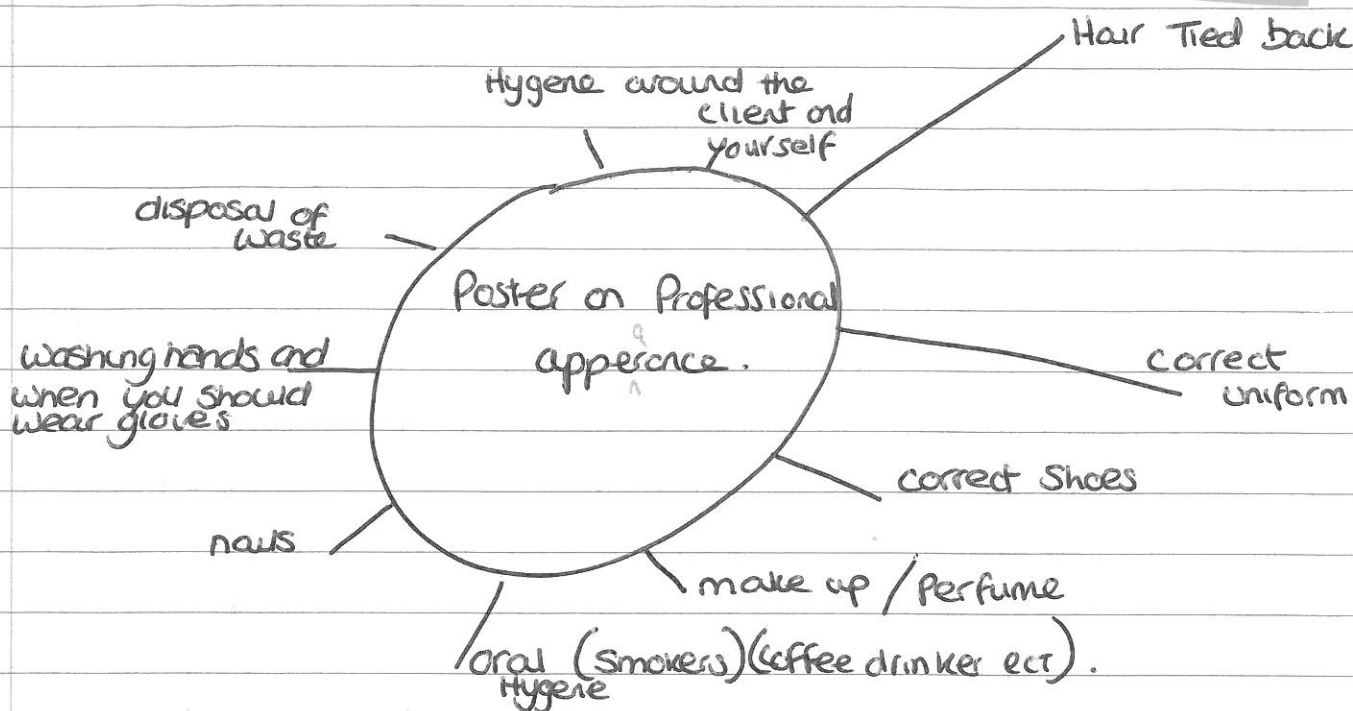 Hair Tied back
Hygene around the
client and
yourself
disposal of
waste
Poster on Professional
apperance.
a
^
washing hands and
when you should
wear gloves
correct
uniform
correct Shoes
nails
make up / Perfume
oral (smokers) (coffee drinker ect).
Hygene